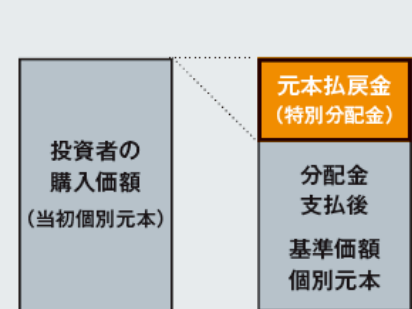 投資者の
購入価額
（当初個別元本）
元本払戻金
（特別分配金）
分配金
支払後
基準価額
個別元本